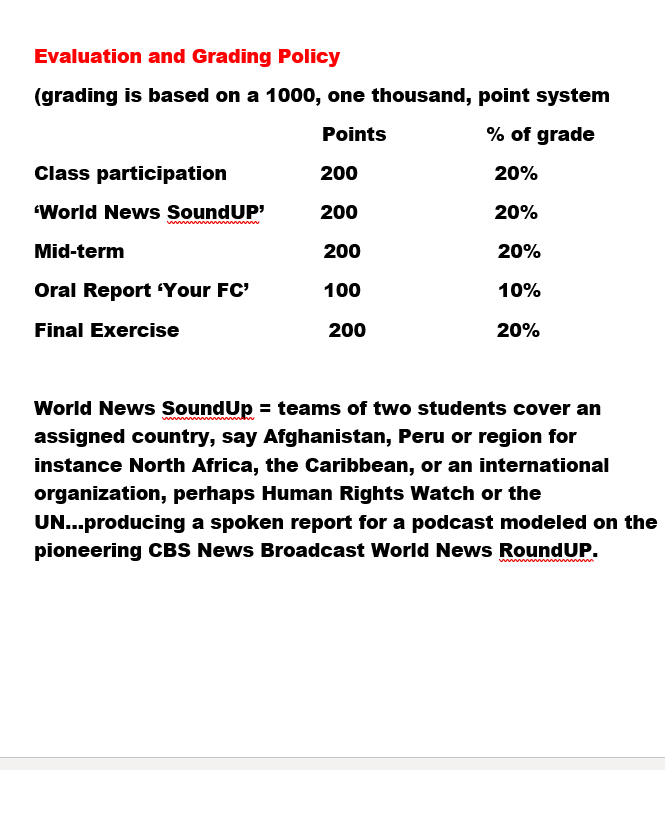 Evaluation and Grading Policy
(grading is based on a 1000, one thousand, point system
Points % of grade
Class participation 200 20%
‘World News SoundUP’ 200 20%
Mid-term 200 20%
Oral Report ‘Your FC’ 100 10%
Final Exercise 200 20%
World News SoundUp = teams of two students cover an
assigned country, say Afghanistan, Peru or region for
instance North Africa, the Caribbean, or an international
organization, perhaps Human Rights Watch or the
UN…producing a spoken report for a podcast modeled on the
pioneering CBS News Broadcast World News RoundUP.